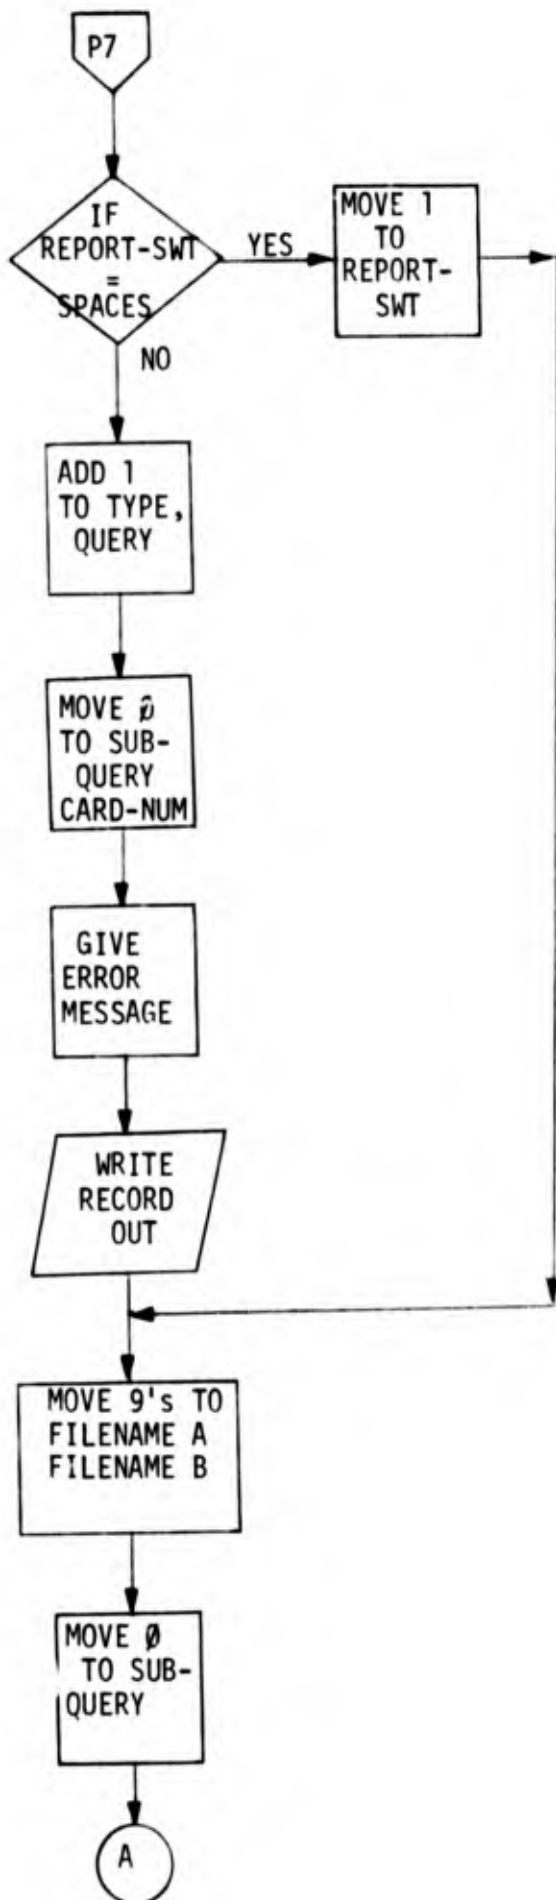 P7
IF
REPORT-SWT
=
SPACES
YES
MOVE 1
TO
REPORT-
SWT
NO
ADD 1
TO TYPE,
QUERY
MOVE Ø
TO SUB-
QUERY
CARD-NUM
GIVE
ERROR
MESSAGE
WRITE
RECORD
OUT
MOVE 9's TO
FILENAME A
FILENAME B
MOVE Ø
TO SUB-
QUERY
A